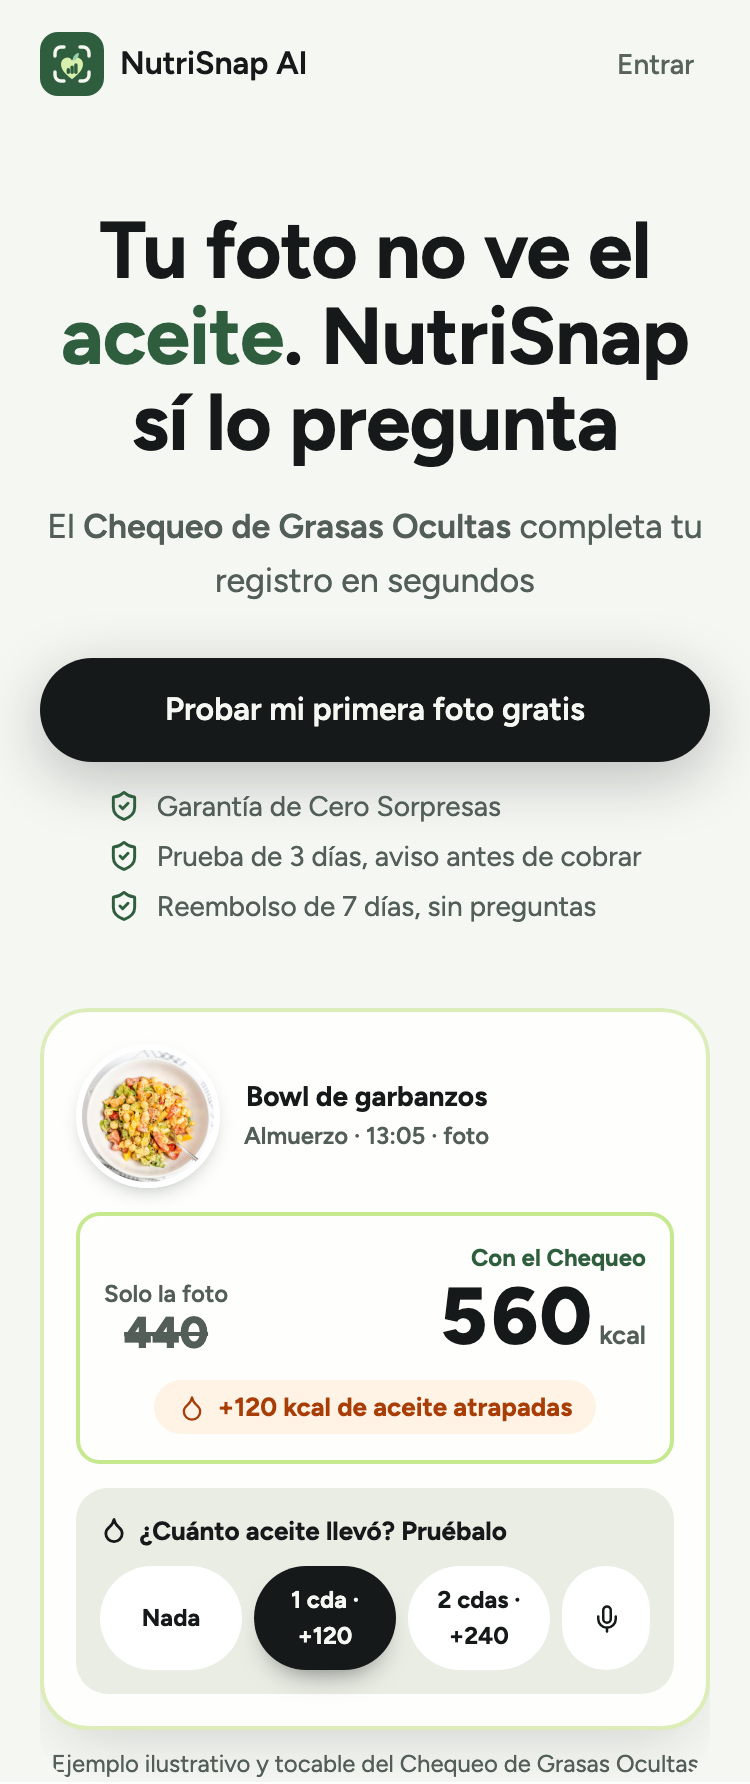 NutriSnap AI
Entrar
Tu foto no ve el
aceite. NutriSnap
sí lo pregunta
El Chequeo de Grasas Ocultas completa tu
registro en segundos
Probar mi primera foto gratis
Garantía de Cero Sorpresas
Prueba de 3 días, aviso antes de cobrar
Reembolso de 7 días, sin preguntas
Bowl de garbanzos
Almuerzo · 13:05 · foto
Con el Chequeo
Solo la foto
440
560 kcal
+120 kcal de aceite atrapadas
¿Cuánto aceite llevó? Pruébalo
Nada
1 cda ·
+120
2 cdas ·
+240
Ejemplo ilustrativo y tocable del Chequeo de Grasas Ocultas